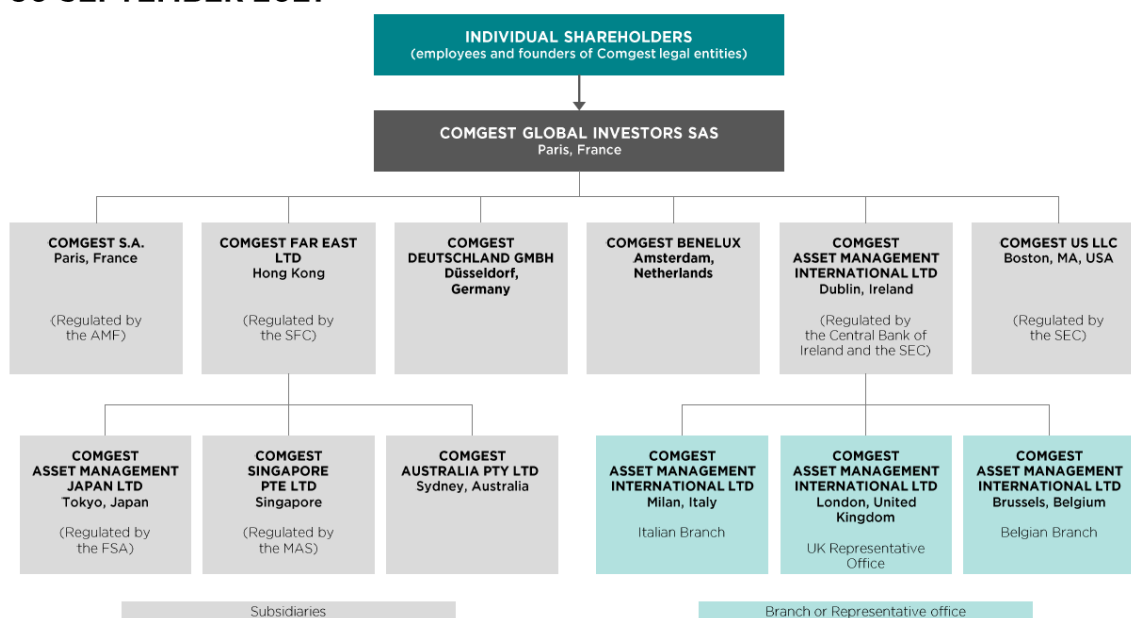 INDIVIDUAL SHAREHOLDERS
(employees and founders of Comgest legal entities)
COMGEST GLOBAL INVESTORS SAS
Paris, France
COMGEST S.A.
Paris, France
(Regulated by
the AMF)
COMGEST FAR EAST
LTD
Hong Kong
(Regulated by
the SFC)
COMGEST
DEUTSCHLAND GMBH
Düsseldorf,
Germany
COMGEST BENELUX
Amsterdam,
Netherlands
COMGEST
ASSET MANAGEMENT
INTERNATIONAL LTD
Dublin, Ireland
(Regulated by
the Central Bank of
Ireland and the SEC)
COMGEST US LLC
Boston, MA, USA
(Regulated by
the SEC)
COMGEST
ASSET MANAGEMENT
JAPAN LTD
Tokyo, Japan
(Regulated by
the FSA)
COMGEST
SINGAPORE
PTE LTD
Singapore
(Regulated by
the MAS)
COMGEST
AUSTRALIA PTY LTD
Sydney, Australia
COMGEST
ASSET MANAGEMENT
INTERNATIONAL LTD
Milan, Italy
Italian Branch
COMGEST
ASSET MANAGEMENT
INTERNATIONAL LTD
London, United
Kingdom
UK Representative
Office
COMGEST
ASSET MANAGEMENT
INTERNATIONAL LTD
Brussels, Belgium
Belgian Branch
Subsidiaries
Branch or Representative office